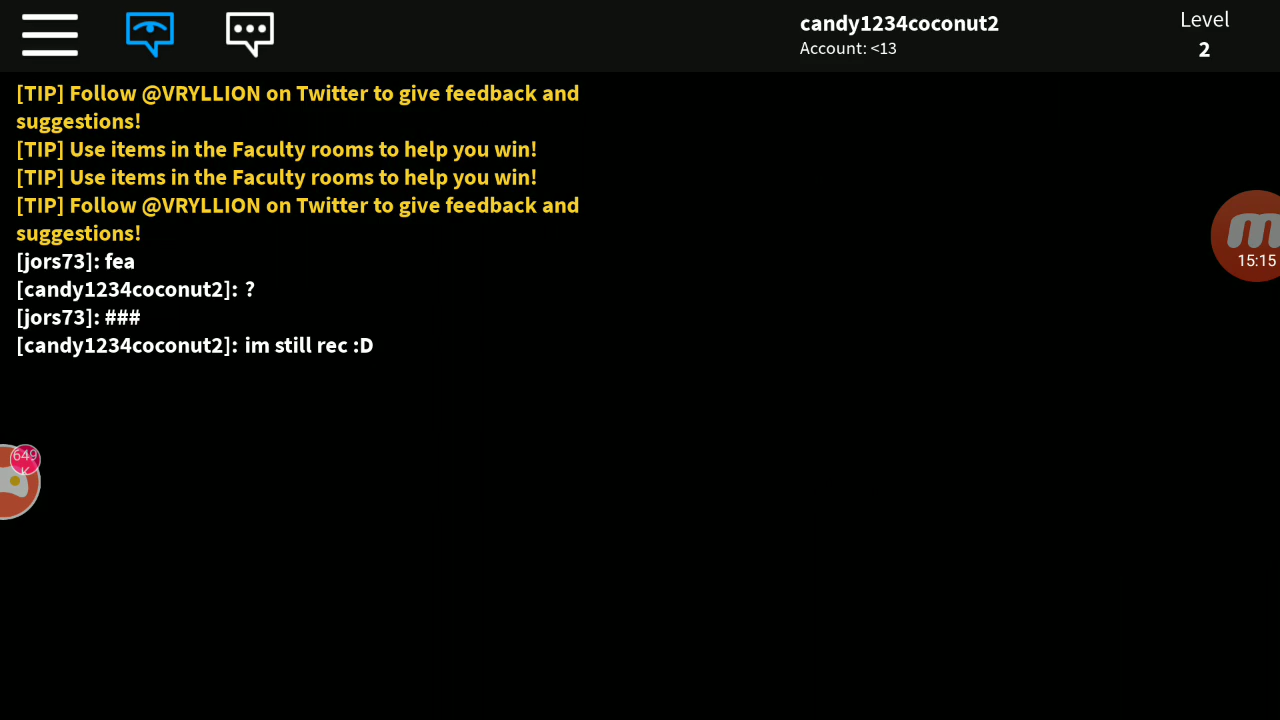 candy1234coconut2
Account: <13
Level
2
[TIP] Follow @VRYLLION on Twitter to give feedback and
suggestions!
[TIP] Use items in the Faculty rooms to help you win!
[TIP] Use items in the Faculty rooms to help you win!
[TIP] Follow @VRYLLION on Twitter to give feedback and
suggestions!
[jors73]: fea
[candy1234coconut2]: ?
[jors73]: ###
[candy1234coconut2]: im still rec :D
15:15
649
K